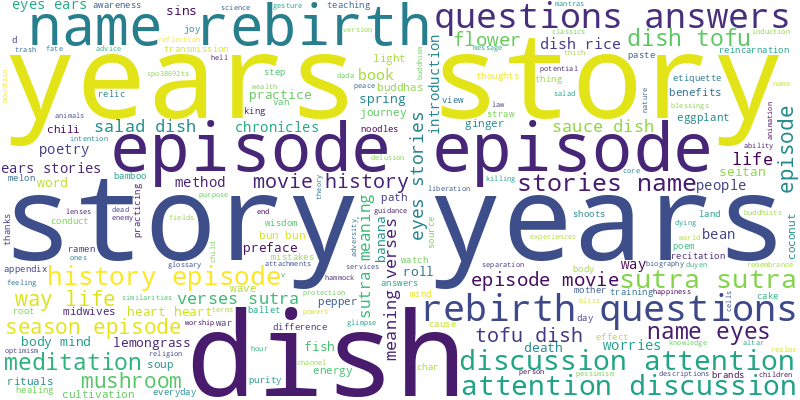 eyes ears
awareness
science
gesture
teaching
mantras
classics
induction
name rebirth
questions answers
sins
trash
fate
advice
joy
reflection
version
transmission
message
buddhism
flower
dish rice
dish tofu
reincarnation
d
hell
light
introduction
thoughts
potential
thing
paste
name
years
story
spo38692ts
step
dada
peace
book
buddhas
etiquette
benefits
mountain
relic
practice
wealth
van
spring
view
law
salad
nature
blessings
eggplant
animals
king
journey
straw
chili
salad dish
chronicles
ginger
sauce dish
animation
episode
intention
episode
episode
noodles
poetry
delusion
life
ability
ears stories
eyes stories
core
seitan
melon
bamboo
method
movie history
path
stories name
people
word
practicing
theory
guidance
liberation
killing
purpose
story
years
thanks
lenses
dead
enemy
fields
end
banana
shoots
land
dying
buddhists
coconut
conduct
child
wisdom
adversity
sutra meaning
meaning verses
source
bean
poem
recitation
ramen
bun bun
preface
mistakes
experiences
world
appendix
ones
glossary
attachments
services
watch
separation
way
biography
duyen
remembrance
feeling
history episode
hammock
roll
episode movie
sutra sutra
similarities
v
answers
body
training
happiness
cells
way life
verses sutra
wave
protection
pepper
mind
mother
bliss
cake
root
midwives
heart heart
terms
ballet
powers
rebirth questions
season episode
worship
war
difference
glimpse
cause
day
effect
altar
optimism
body mind
lemongrass
dish
fish
tofu dish
name eyes
religion
hour
channel
death
worries
knowledge
realms
meditation
soup
energy
discussion attention
rituals
mushroom
purity
char
person
pessimism
descriptions
brands
children
healing
cultivation
everyday
attention discussion